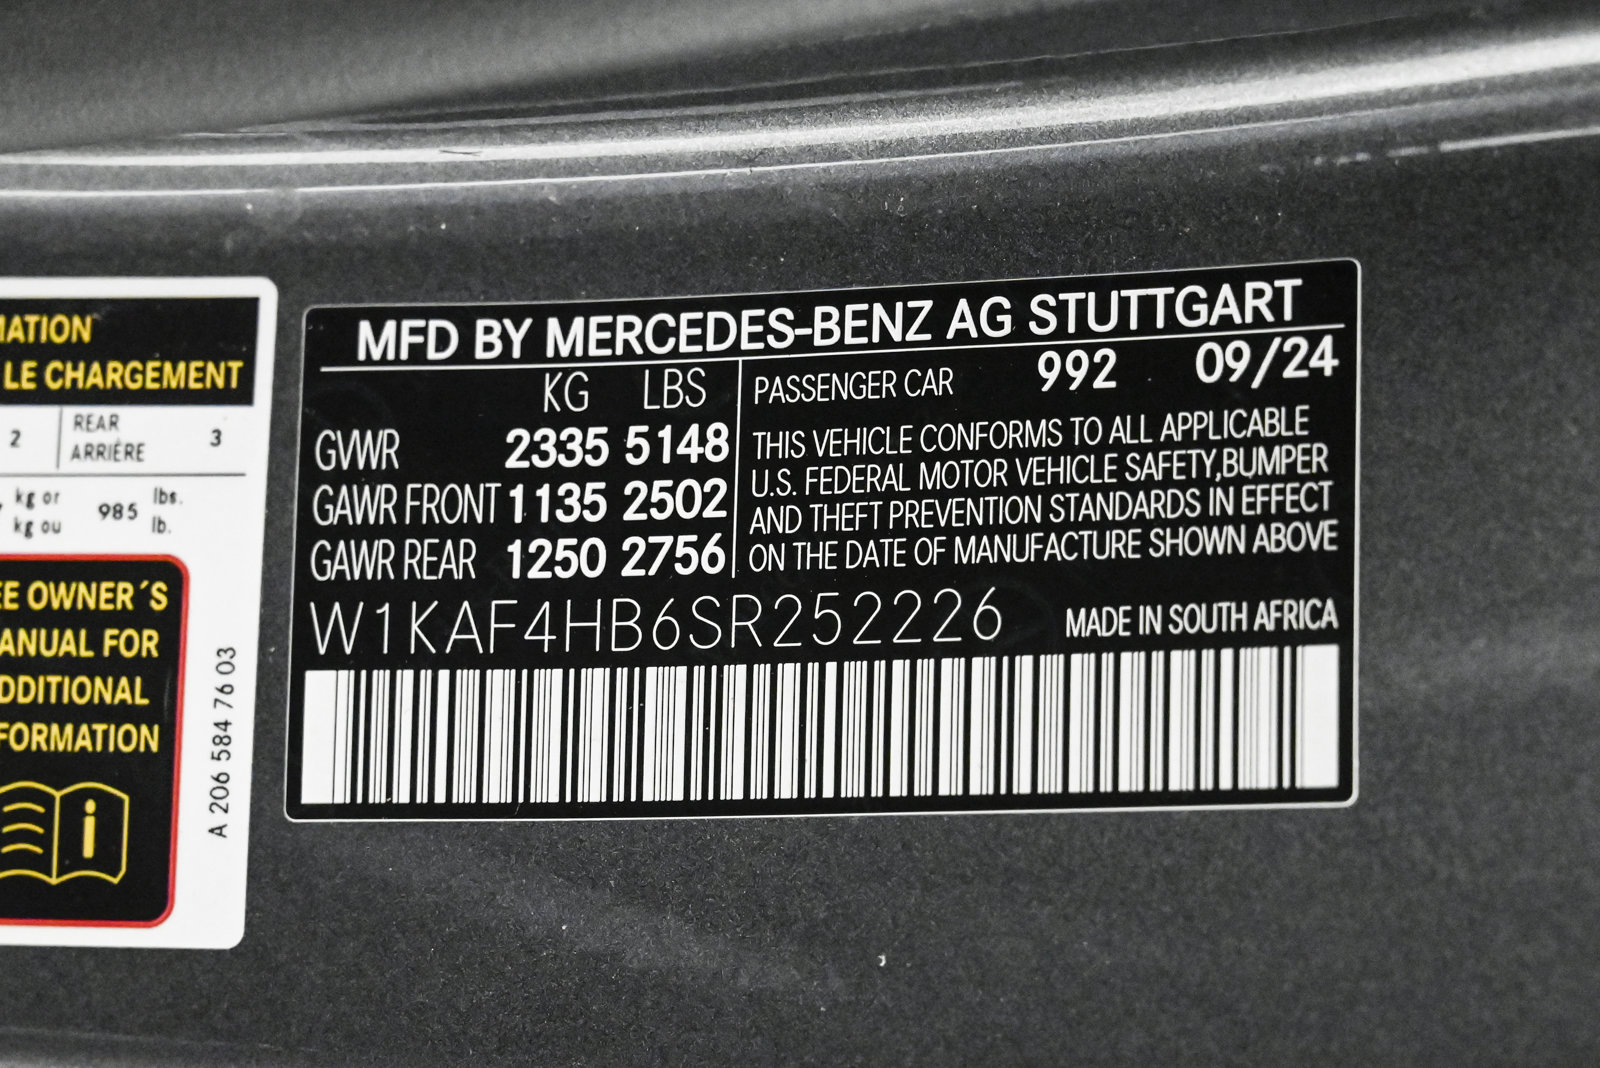 MATION
LE CHARGEMENT
2 REAR ARRIÈRE 3
kg or
kg ou 985 lbs.
lb.
EE OWNER´S
ANUAL FOR
DDITIONAL
FORMATION
i
A 206 584 76 03
MFD BY MERCEDES-BENZ AG STUTTGART
KG LBS
GVWR 2335 5148
GAWR FRONT 1135 2502
GAWR REAR 1250 2756
PASSENGER CAR 992 09/24
THIS VEHICLE CONFORMS TO ALL APPLICABLE
U.S. FEDERAL MOTOR VEHICLE SAFETY,BUMPER
AND THEFT PREVENTION STANDARDS IN EFFECT
ON THE DATE OF MANUFACTURE SHOWN ABOVE
W1KAF4HB6SR252226 MADE IN SOUTH AFRICA